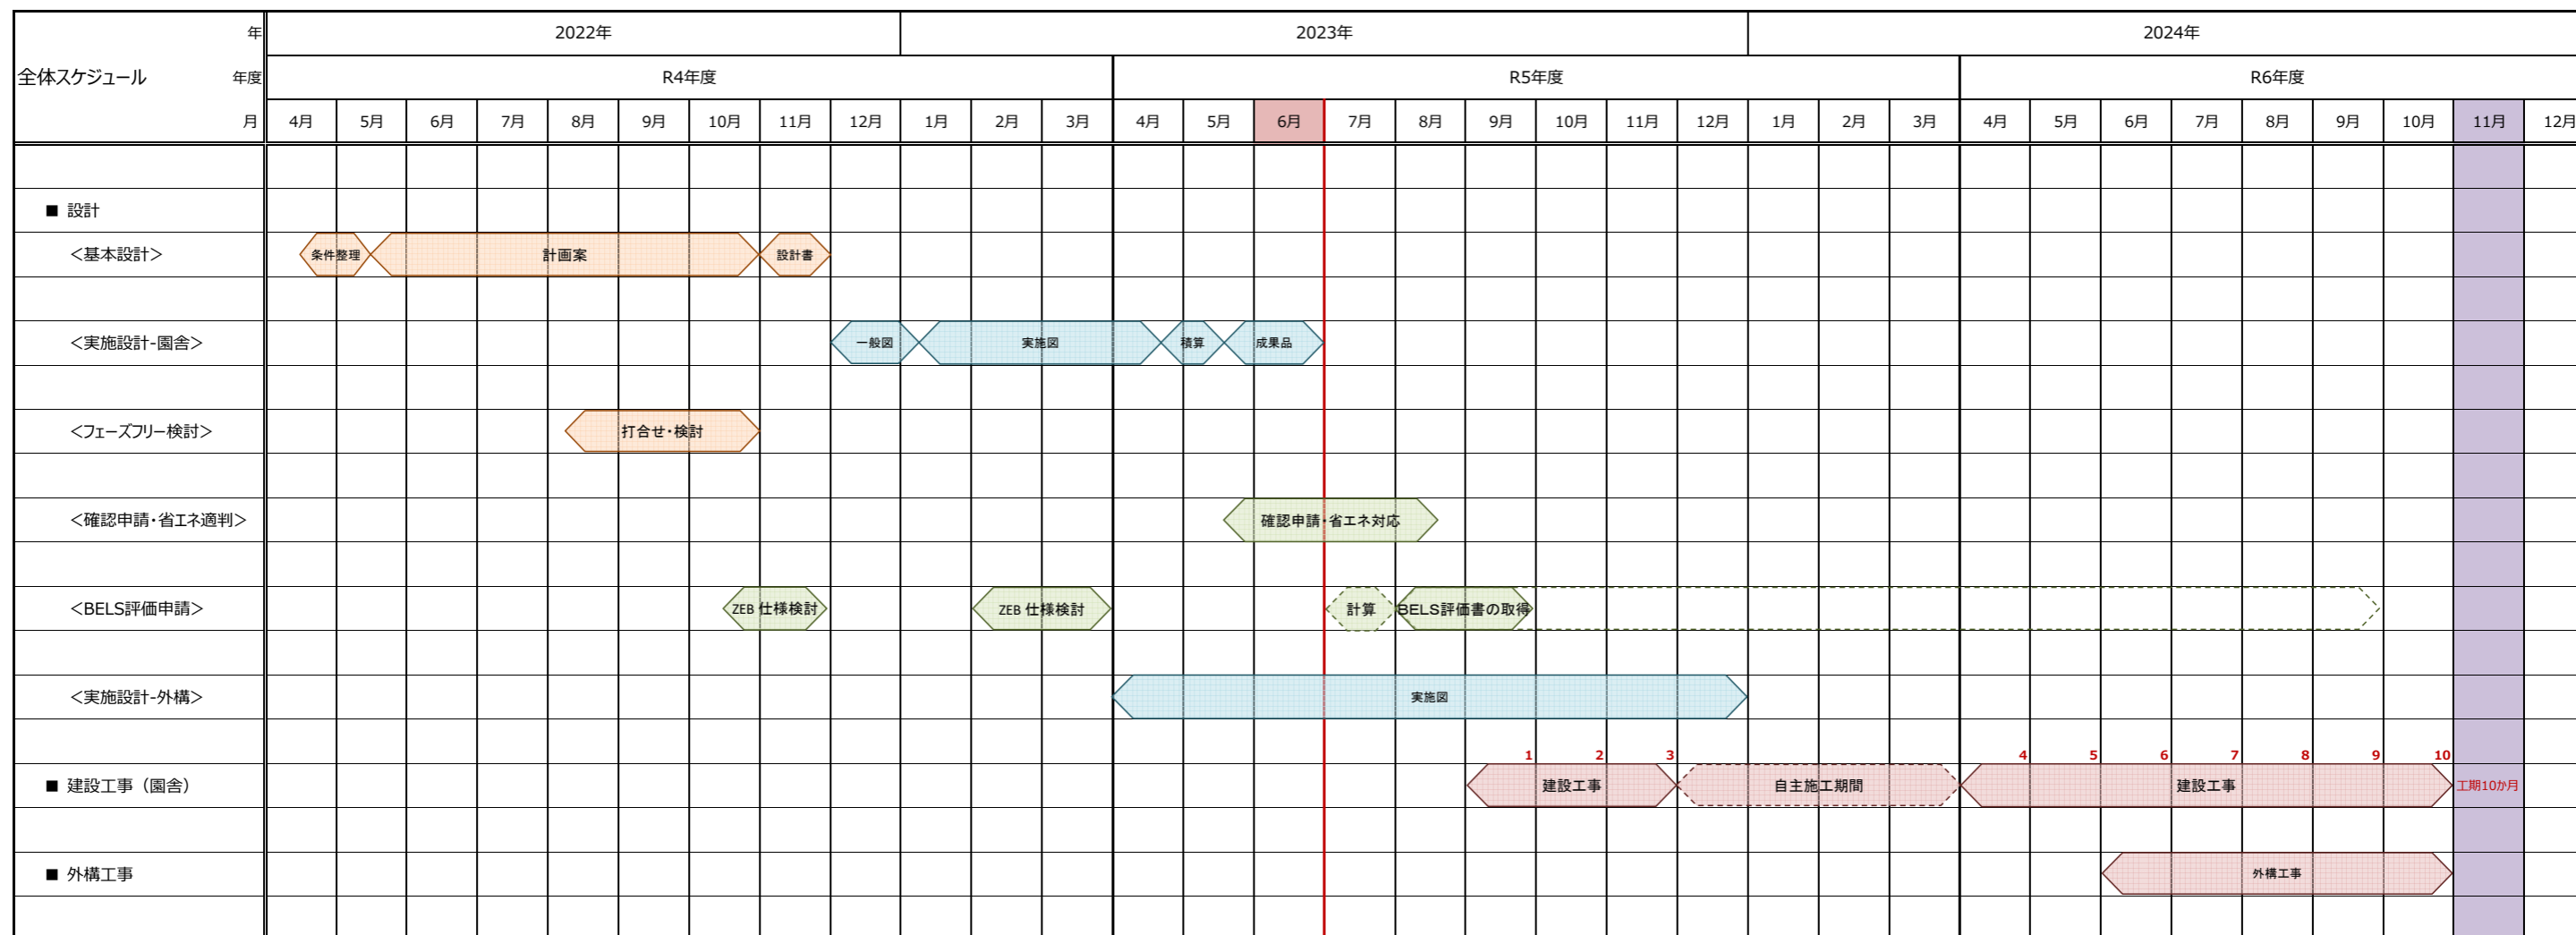 年 2022年 2023年 2024年
全体スケジュール 年度 R4年度 R5年度 R6年度
月 4月 5月 6月 7月 8月 9月 10月 11月 12月 1月 2月 3月 4月 5月 6月 7月 8月 9月 10月 11月 12月 1月 2月 3月 4月 5月 6月 7月 8月 9月 10月 11月 12月
■ 設計
＜基本設計＞ 条件整理 計画案 設計書
＜実施設計-園舎＞ 一般図 実施図 積算 成果品
＜フェーズフリー検討＞ 打合せ・検討
＜確認申請・省エネ適判＞ 確認申請・省エネ対応
＜BELS評価申請＞ ZEB 仕様検討 ZEB 仕様検討 計算 BELS評価書の取得
＜実施設計-外構＞ 実施図
1 2 3 4 5 6 7 8 9 10
■ 建設工事（園舎） 建設工事 自主施工期間 建設工事 工期10か月
■ 外構工事 外構工事